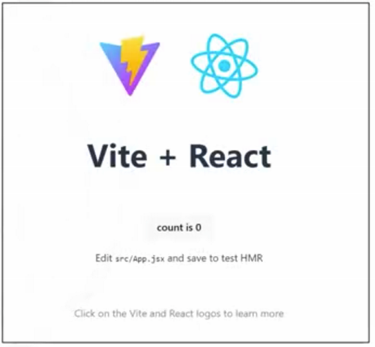 Vite + React
count is 0
Edit src/App.jsx and save to test HMR
Click on the Vite and React logos to learn more